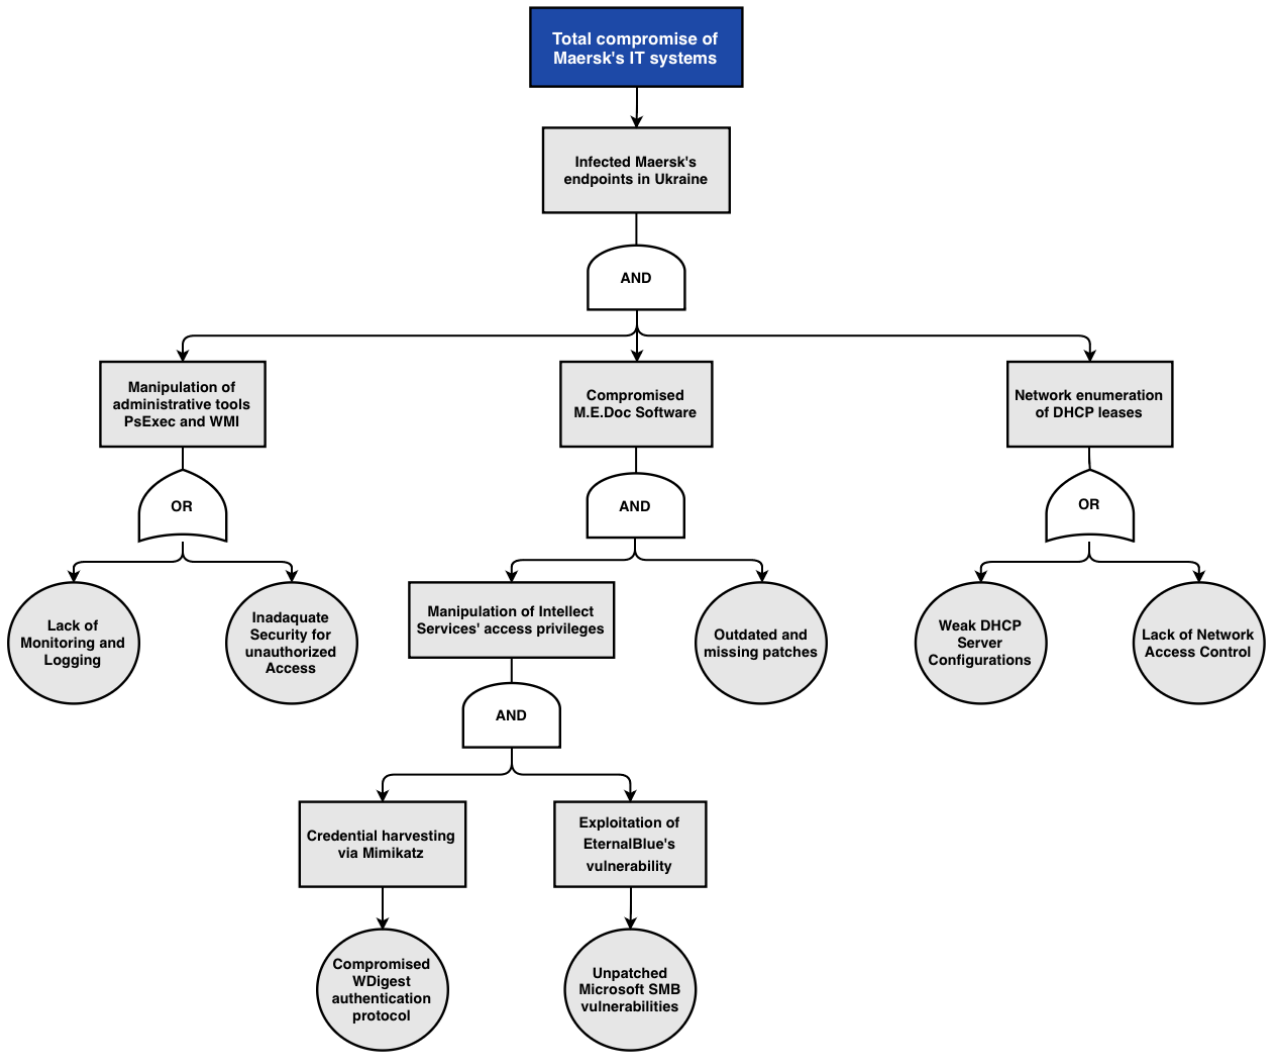 Total compromise of
Maersk's IT systems
Infected Maersk's
endpoints in Ukraine
AND
Manipulation of
administrative tools
PsExec and WMI
Compromised
M.E.Doc Software
Network enumeration
of DHCP leases
OR
AND
OR
Lack of
Monitoring and
Logging
Inadaquate
Security for
unauthorized
Access
Manipulation of Intellect
Services' access privileges
Outdated and
missing patches
Weak DHCP
Server
Configurations
Lack of Network
Access Control
AND
Credential harvesting
via Mimikatz
Exploitation of
EternalBlue's
vulnerability
Compromised
WDigest
authentication
protocol
Unpatched
Microsoft SMB
vulnerabilities